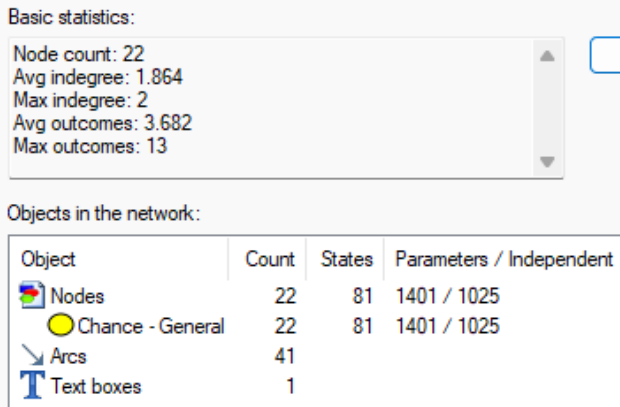 Basic statistics:
Node count: 22
Avg indegree: 1.864
Max indegree: 2
Avg outcomes: 3.682
Max outcomes: 13
Objects in the network:
Object Count States Parameters / Independent
Nodes 22 81 1401 / 1025
Chance - General 22 81 1401 / 1025
Arcs 41
Text boxes 1